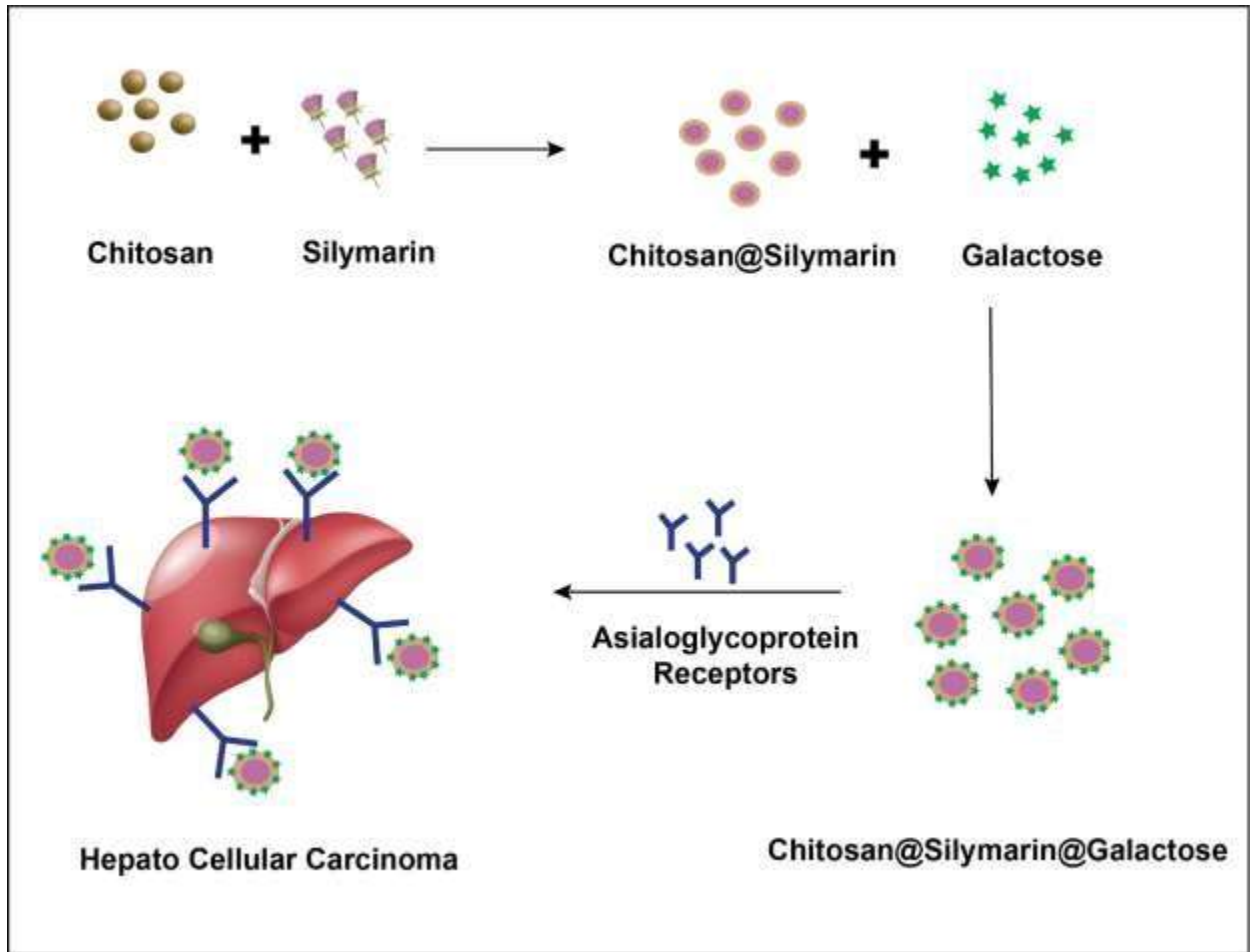 Chitosan
Silymarin
Chitosan@Silymarin
Galactose
Asialoglycoprotein
Receptors
Hepato Cellular Carcinoma
Chitosan@Silymarin@Galactose